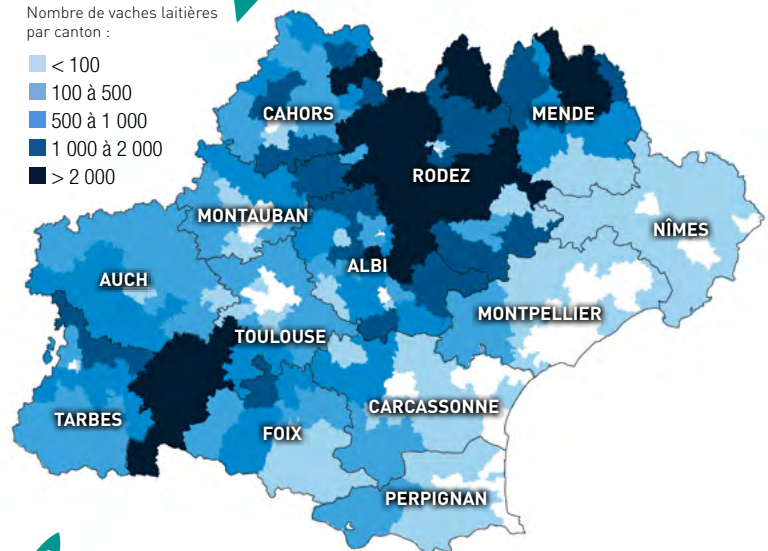 Nombre de vaches laitières
par canton :
< 100
100 à 500
500 à 1 000
1 000 à 2 000
> 2 000
CAHORS
MENDE
RODEZ
MONTAUBAN
NÎMES
ALBI
AUCH
MONTPELLIER
TOULOUSE
CARCASSONNE
TARBES
FOIX
PERPIGNAN